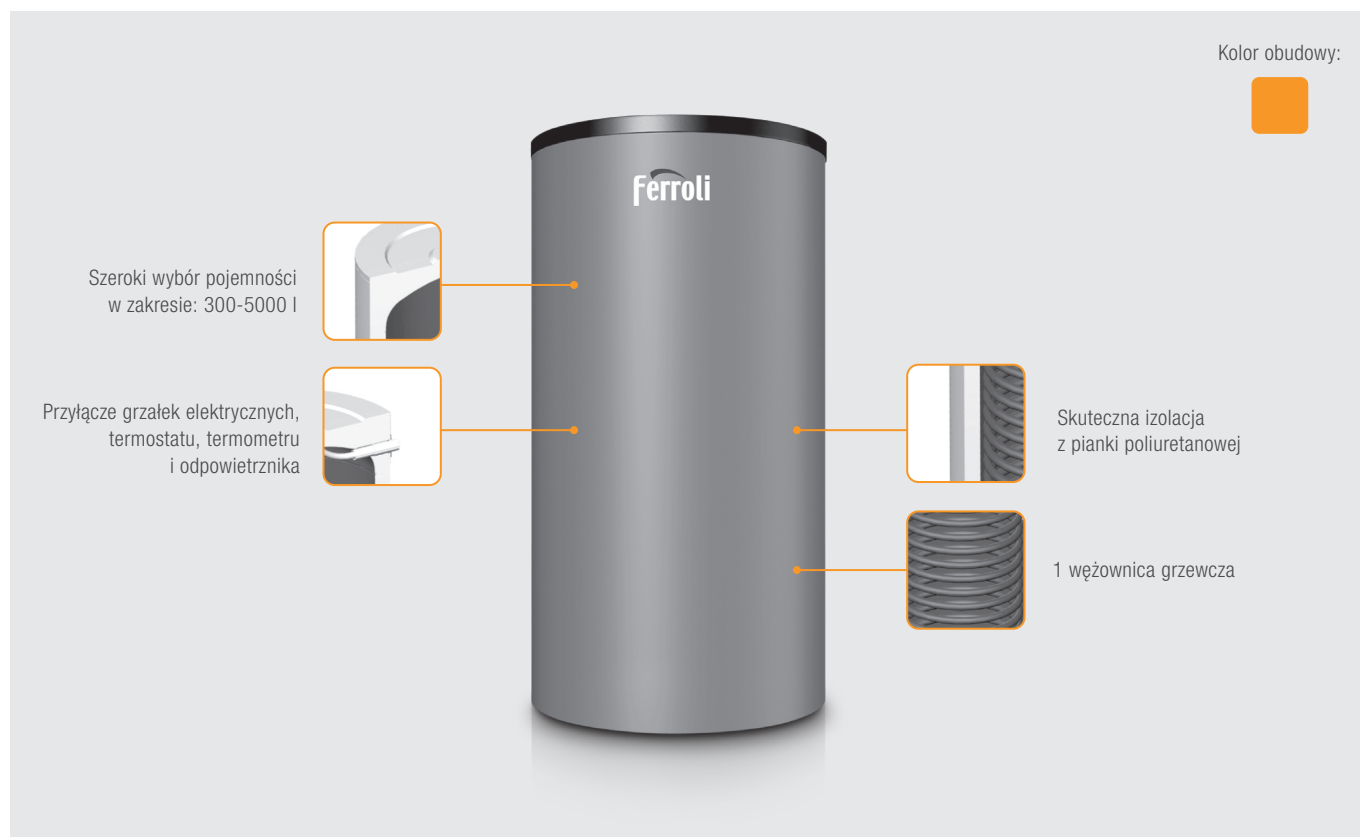 Kolor obudowy:
Ferroli
Szeroki wybór pojemności
w zakresie: 300-5000 l
Przyłącze grzałek elektrycznych,
termostatu, termometru
i odpowietrznika
Skuteczna izolacja
z pianki poliuretanowej
1 wężownica grzewcza